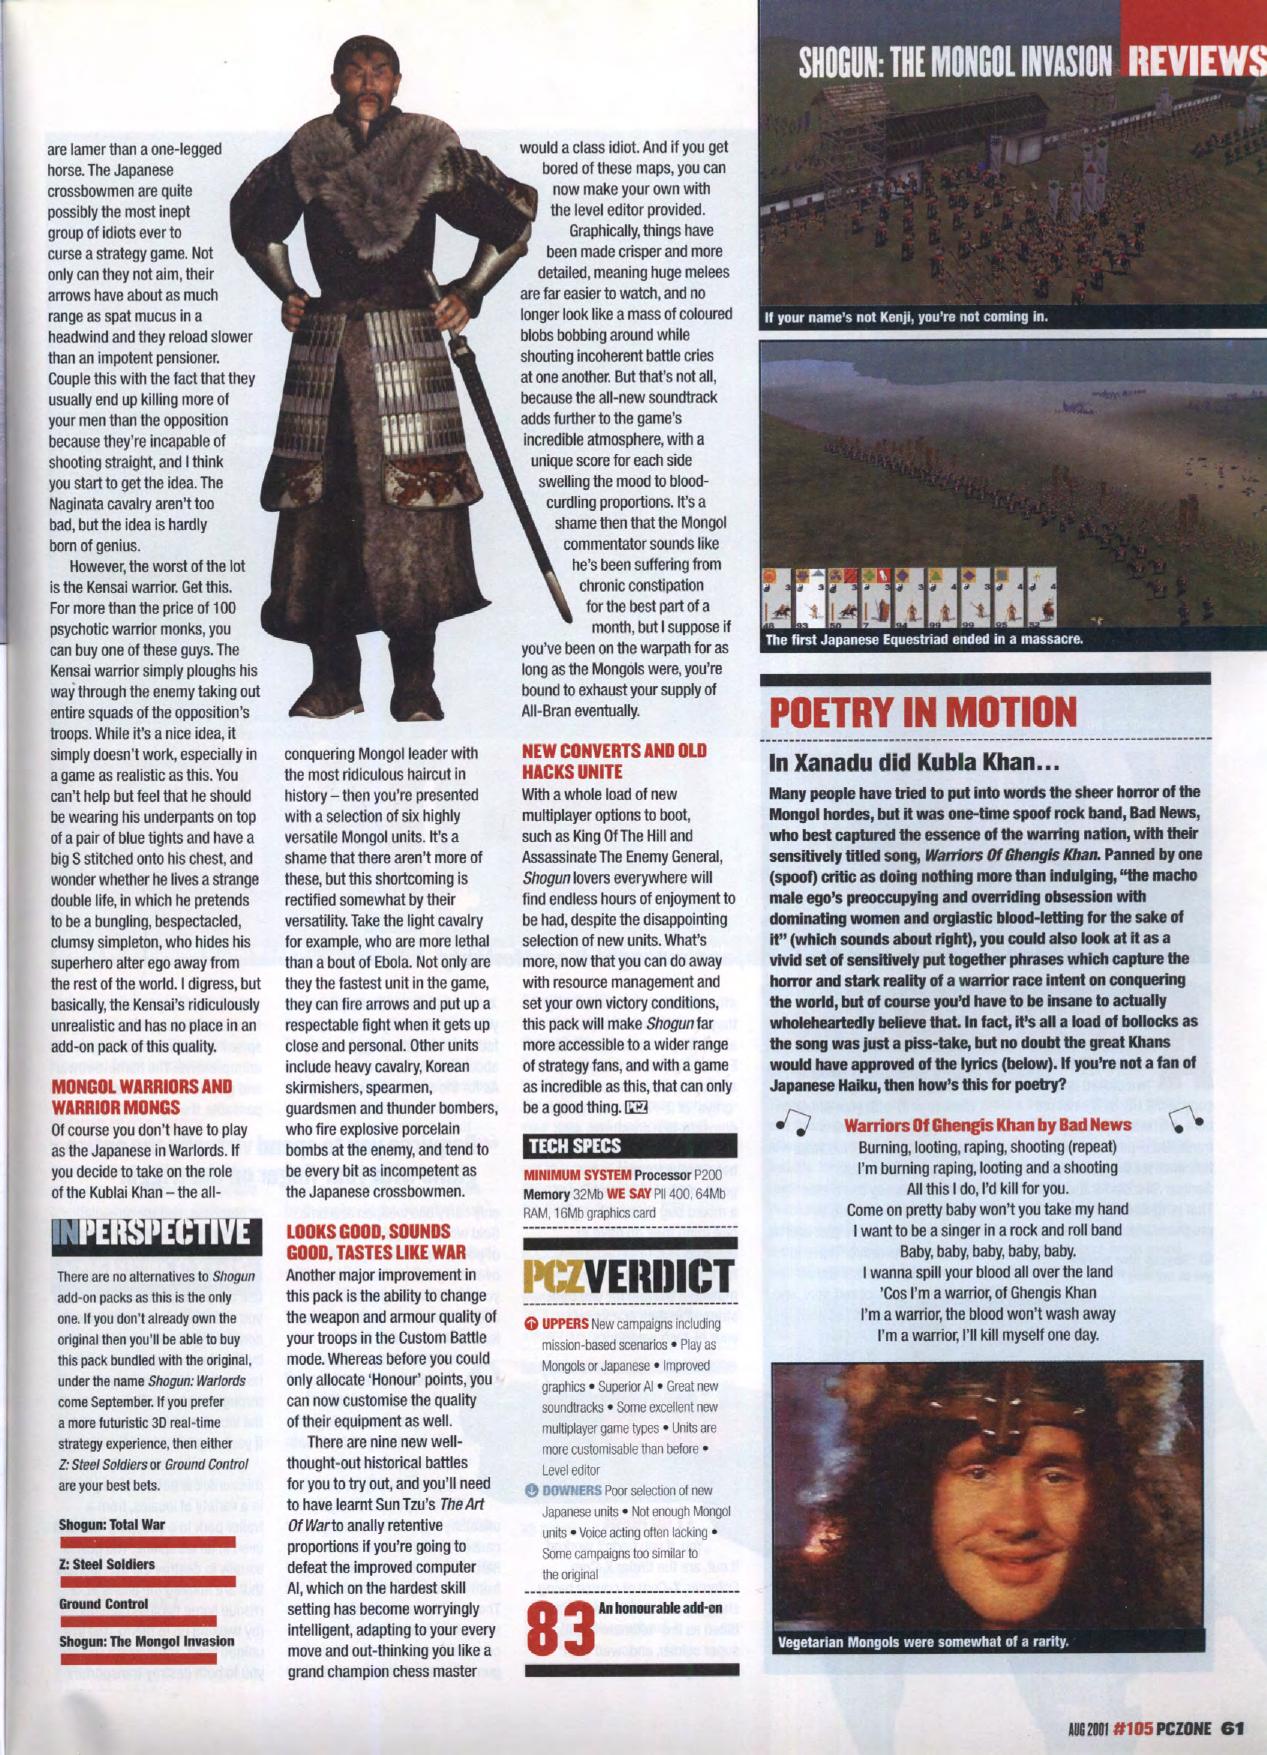 SHOGUN: THE MONGOL INVASION REVIEWS
are lamer than a one-legged
horse. The Japanese
crossbowmen are quite
possibly the most inept
group of idiots ever to
curse a strategy game. Not
only can they not aim, their
arrows have about as much
range as spat mucus in a
headwind and they reload slower
than an impotent pensioner.
Couple this with the fact that they
usually end up killing more of
your men than the opposition
because they're incapable of
shooting straight, and I think
you start to get the idea. The
Naginata cavalry aren't too
bad, but the idea is hardly
born of genius.
However, the worst of the lot
is the Kensai warrior. Get this.
For more than the price of 100
psychotic warrior monks, you
can buy one of these guys. The
Kensai warrior simply ploughs his
way through the enemy taking out
entire squads of the opposition's
troops. While it's a nice idea, it
simply doesn't work, especially in
a game as realistic as this. You
can't help but feel that he should
be wearing his underpants on top
of a pair of blue tights and have a
big S stitched onto his chest, and
wonder whether he lives a strange
double life, in which he pretends
to be a bungling, bespectacled,
clumsy simpleton, who hides his
superhero alter ego away from
the rest of the world. I digress, but
basically, the Kensai's ridiculously
unrealistic and has no place in an
add-on pack of this quality.
MONGOL WARRIORS AND
WARRIOR MONGS
Of course you don't have to play
as the Japanese in Warlords. If
you decide to take on the role
of the Kublai Khan – the all-
INPERSPECTIVE
There are no alternatives to Shogun
add-on packs as this is the only
one. If you don't already own the
original then you'll be able to buy
this pack bundled with the original,
under the name Shogun: Warlords
come September. If you prefer
a more futuristic 3D real-time
strategy experience, then either
Z: Steel Soldiers or Ground Control
are your best bets.
Shogun: Total War
Z: Steel Soldiers
Ground Control
Shogun: The Mongol Invasion
conquering Mongol leader with
the most ridiculous haircut in
history – then you're presented
with a selection of six highly
versatile Mongol units. It's a
shame that there aren't more of
these, but this shortcoming is
rectified somewhat by their
versatility. Take the light cavalry
for example, who are more lethal
than a bout of Ebola. Not only are
they the fastest unit in the game,
they can fire arrows and put up a
respectable fight when it gets up
close and personal. Other units
include heavy cavalry, Korean
skirmishers, spearmen,
guardsmen and thunder bombers,
who fire explosive porcelain
bombs at the enemy, and tend to
be every bit as incompetent as
the Japanese crossbowmen.
LOOKS GOOD, SOUNDS
GOOD, TASTES LIKE WAR
Another major improvement in
this pack is the ability to change
the weapon and armour quality of
your troops in the Custom Battle
mode. Whereas before you could
only allocate 'Honour' points, you
can now customise the quality
of their equipment as well.
There are nine new well-
thought-out historical battles
for you to try out, and you'll need
to have learnt Sun Tzu's The Art
Of War to anally retentive
proportions if you're going to
defeat the improved computer
AI, which on the hardest skill
setting has become worryingly
intelligent, adapting to your every
move and out-thinking you like a
grand champion chess master
would a class idiot. And if you get
bored of these maps, you can
now make your own with
the level editor provided.
Graphically, things have
been made crisper and more
detailed, meaning huge melees
are far easier to watch, and no
longer look like a mass of coloured
blobs bobbing around while
shouting incoherent battle cries
at one another. But that's not all,
because the all-new soundtrack
adds further to the game's
incredible atmosphere, with a
unique score for each side
swelling the mood to blood-
curdling proportions. It's a
shame then that the Mongol
commentator sounds like
he's been suffering from
chronic constipation
for the best part of a
month, but I suppose if
you've been on the warpath for as
long as the Mongols were, you're
bound to exhaust your supply of
All-Bran eventually.
NEW CONVERTS AND OLD
HACKS UNITE
With a whole load of new
multiplayer options to boot,
such as King Of The Hill and
Assassinate The Enemy General,
Shogun lovers everywhere will
find endless hours of enjoyment to
be had, despite the disappointing
selection of new units. What's
more, now that you can do away
with resource management and
set your own victory conditions,
this pack will make Shogun far
more accessible to a wider range
of strategy fans, and with a game
as incredible as this, that can only
be a good thing. PCZ
TECH SPECS
MINIMUM SYSTEM Processor P200
Memory 32Mb WE SAY PII 400, 64Mb
RAM, 16Mb graphics card
PCZVERDICT
UPPERS New campaigns including
mission-based scenarios • Play as
Mongols or Japanese • Improved
graphics • Superior AI • Great new
soundtracks • Some excellent new
multiplayer game types • Units are
more customisable than before •
Level editor
DOWNERS Poor selection of new
Japanese units • Not enough Mongol
units • Voice acting often lacking •
Some campaigns too similar to
the original
83 An honourable add-on
If your name's not Kenji, you're not coming in.
The first Japanese Equestriad ended in a massacre.
POETRY IN MOTION
In Xanadu did Kubla Khan...
Many people have tried to put into words the sheer horror of the
Mongol hordes, but it was one-time spoof rock band, Bad News,
who best captured the essence of the warring nation, with their
sensitively titled song, Warriors Of Ghengis Khan. Panned by one
(spoof) critic as doing nothing more than indulging, "the macho
male ego's preoccupying and overriding obsession with
dominating women and orgiastic blood-letting for the sake of
it" (which sounds about right), you could also look at it as a
vivid set of sensitively put together phrases which capture the
horror and stark reality of a warrior race intent on conquering
the world, but of course you'd have to be insane to actually
wholeheartedly believe that. In fact, it's all a load of bollocks as
the song was just a piss-take, but no doubt the great Khans
would have approved of the lyrics (below). If you're not a fan of
Japanese Haiku, then how's this for poetry?
Warriors Of Ghengis Khan by Bad News
Burning, looting, raping, shooting (repeat)
I'm burning raping, looting and a shooting
All this I do, I'd kill for you.
Come on pretty baby won't you take my hand
I want to be a singer in a rock and roll band
Baby, baby, baby, baby, baby.
I wanna spill your blood all over the land
'Cos I'm a warrior, of Ghengis Khan
I'm a warrior, the blood won't wash away
I'm a warrior, I'll kill myself one day.
Vegetarian Mongols were somewhat of a rarity.
AUG 2001 #105 PCZONE 61